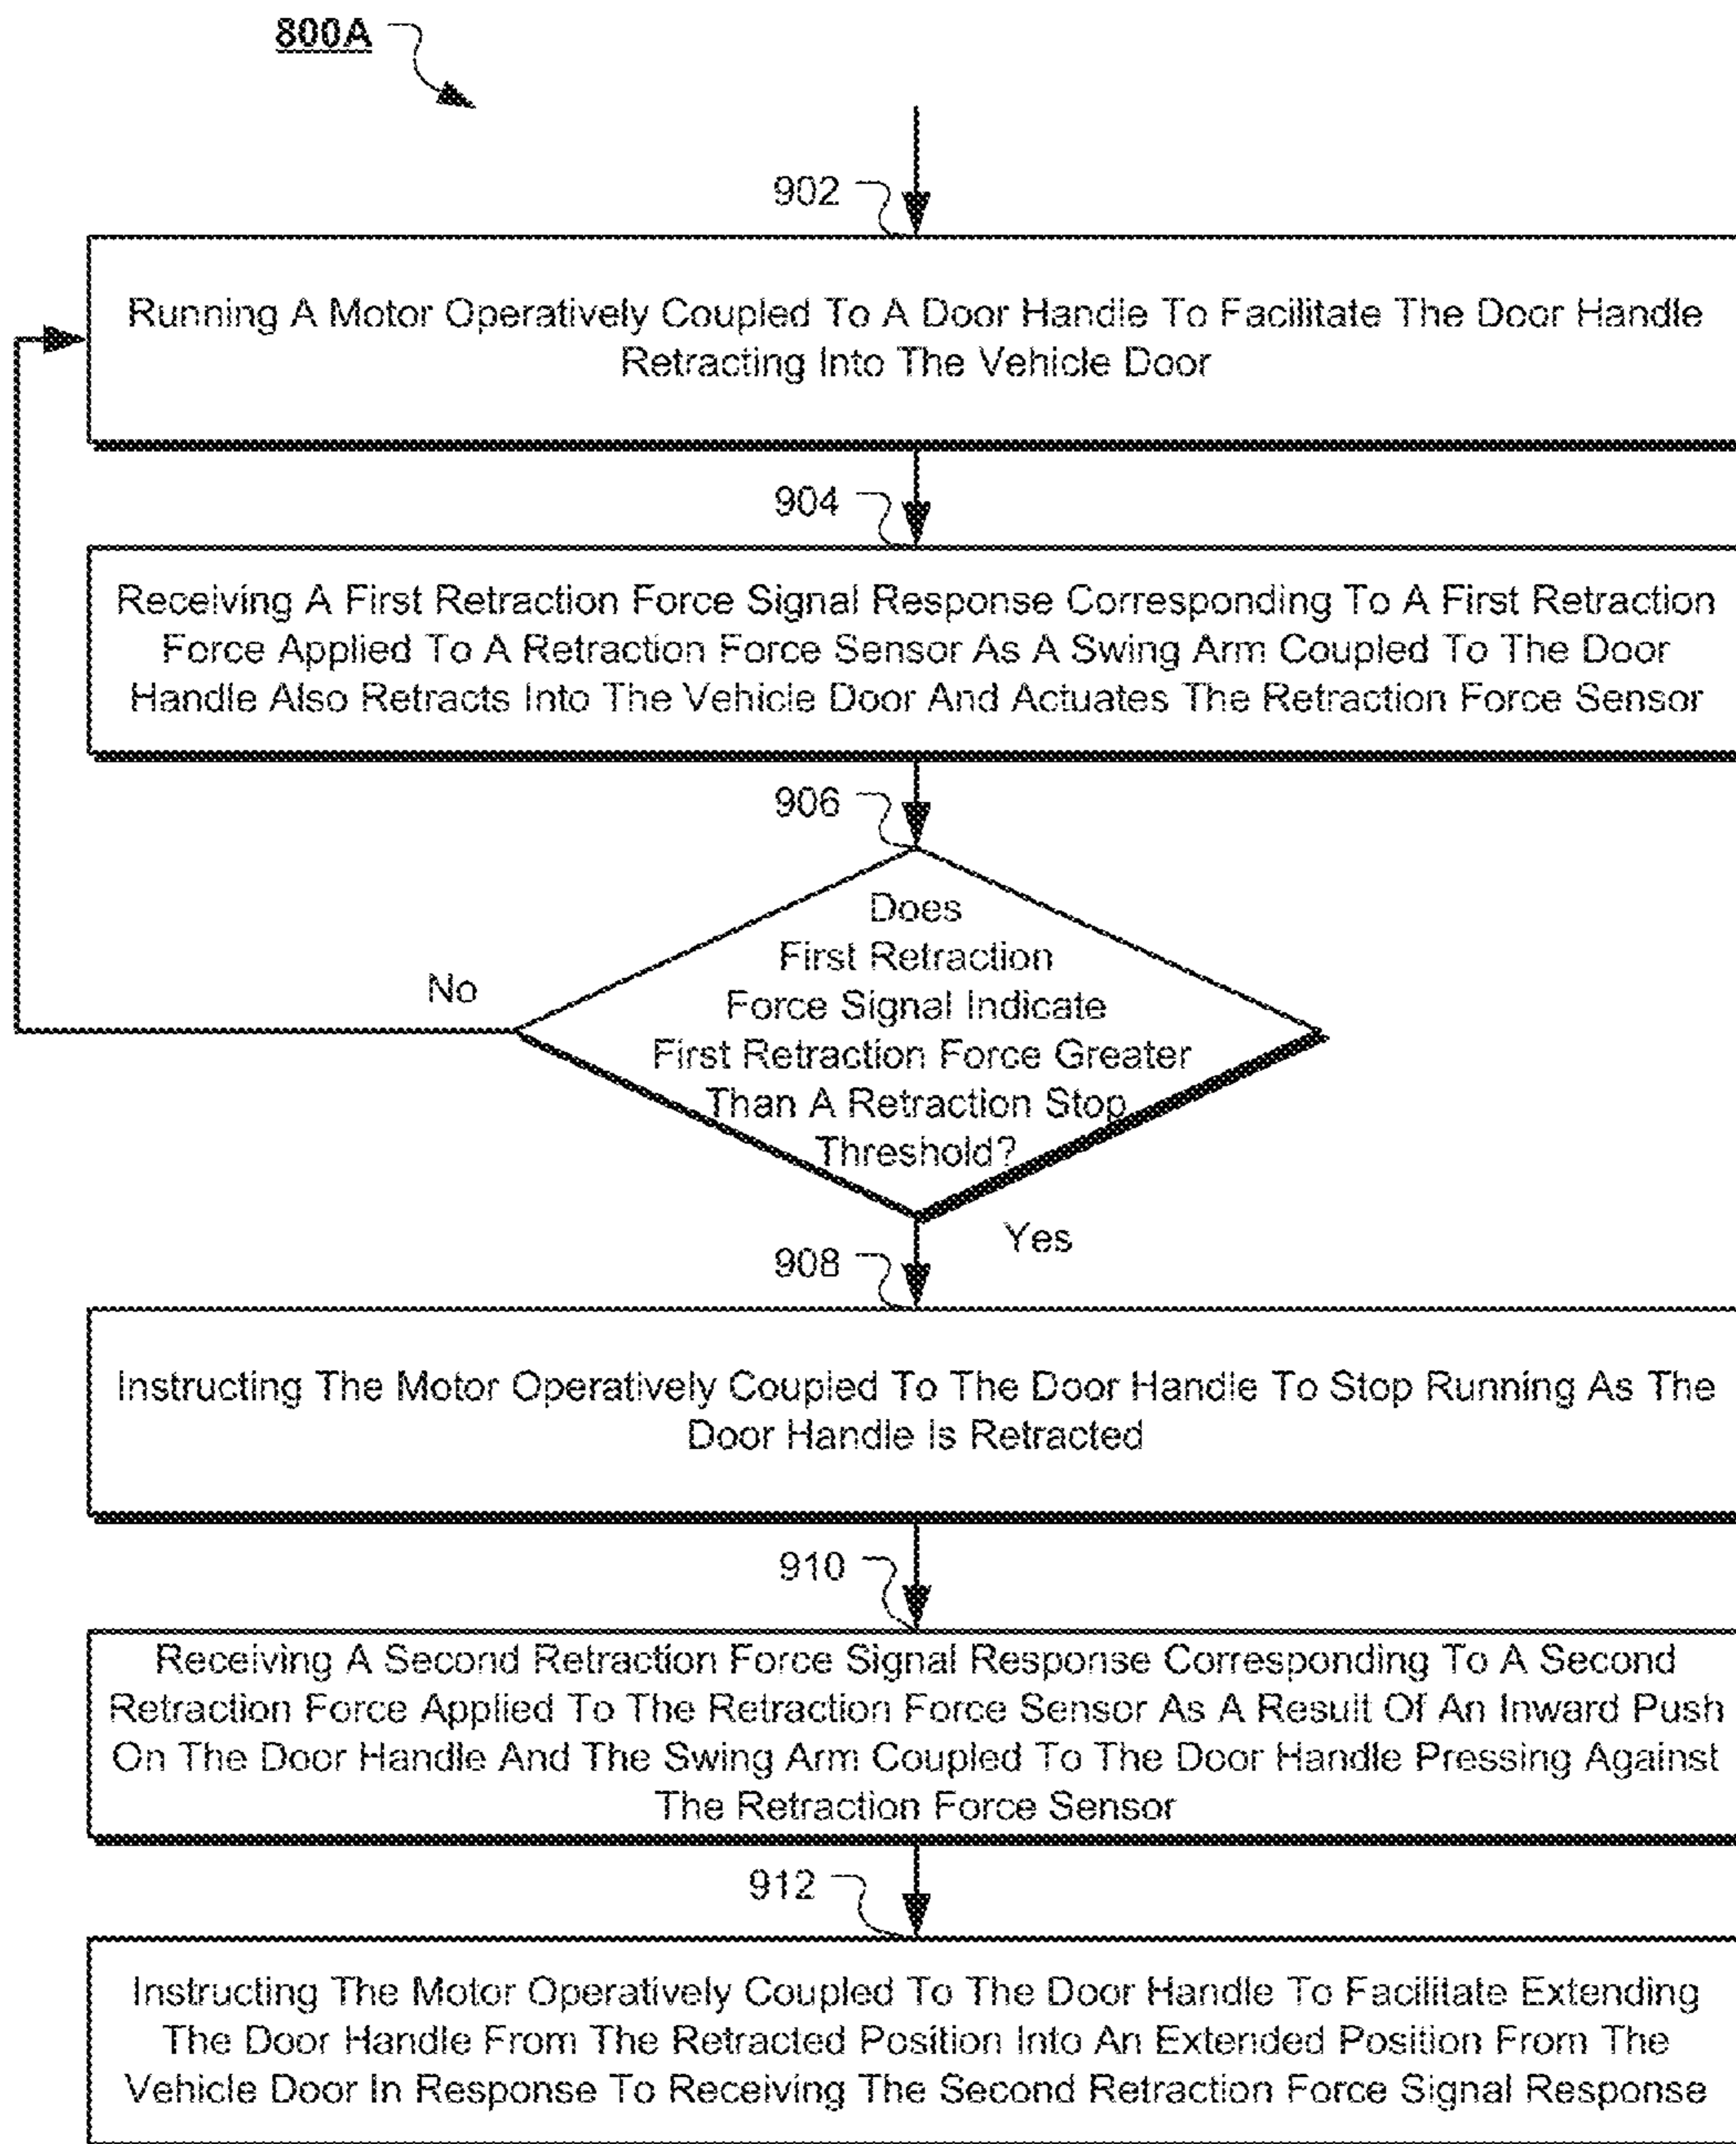 800A
902
Running A Motor Operatively Coupled To A Door Handle To Facilitate The Door Handle
Retracting Into The Vehicle Door
904
Receiving A First Retraction Force Signal Response Corresponding To A First Retraction
Force Applied To A Retraction Force Sensor As A Swing Arm Coupled To The Door
Handle Also Retracts Into The Vehicle Door And Actuates The Retraction Force Sensor
906
Does
First Retraction
Force Signal Indicate
First Retraction Force Greater
Than A Retraction Stop
Threshold?
No
Yes
908
Instructing The Motor Operatively Coupled To The Door Handle To Stop Running As The
Door Handle Is Retracted
910
Receiving A Second Retraction Force Signal Response Corresponding To A Second
Retraction Force Applied To The Retraction Force Sensor As A Result Of An Inward Push
On The Door Handle And The Swing Arm Coupled To The Door Handle Pressing Against
The Retraction Force Sensor
912
Instructing The Motor Operatively Coupled To The Door Handle To Facilitate Extending
The Door Handle From The Retracted Position Into An Extended Position From The
Vehicle Door In Response To Receiving The Second Retraction Force Signal Response